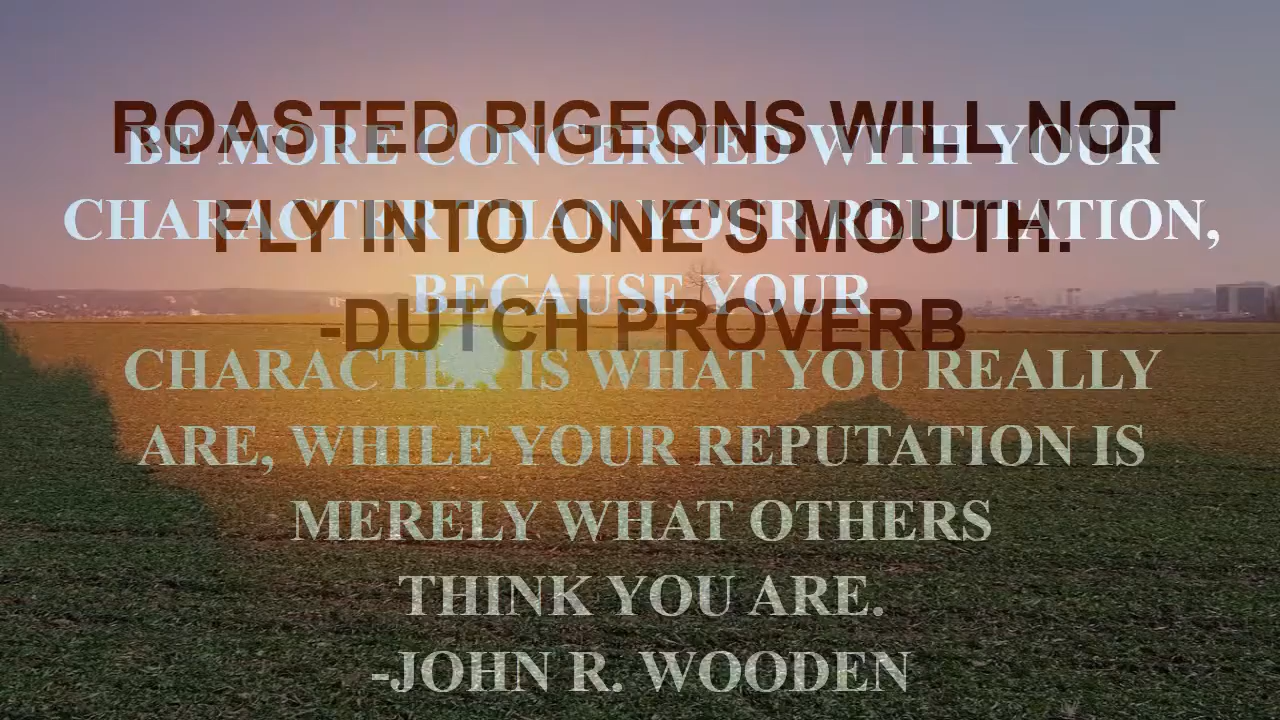 ROASTED PIGEONS WILL NOT
FLY INTO ONE'S MOUTH.
-DUTCH PROVERB
BE MORE CONCERNED WITH YOUR
CHARACTER THAN YOUR REPUTATION,
BECAUSE YOUR
CHARACTER IS WHAT YOU REALLY
ARE, WHILE YOUR REPUTATION IS
MERELY WHAT OTHERS
THINK YOU ARE.
-JOHN R. WOODEN